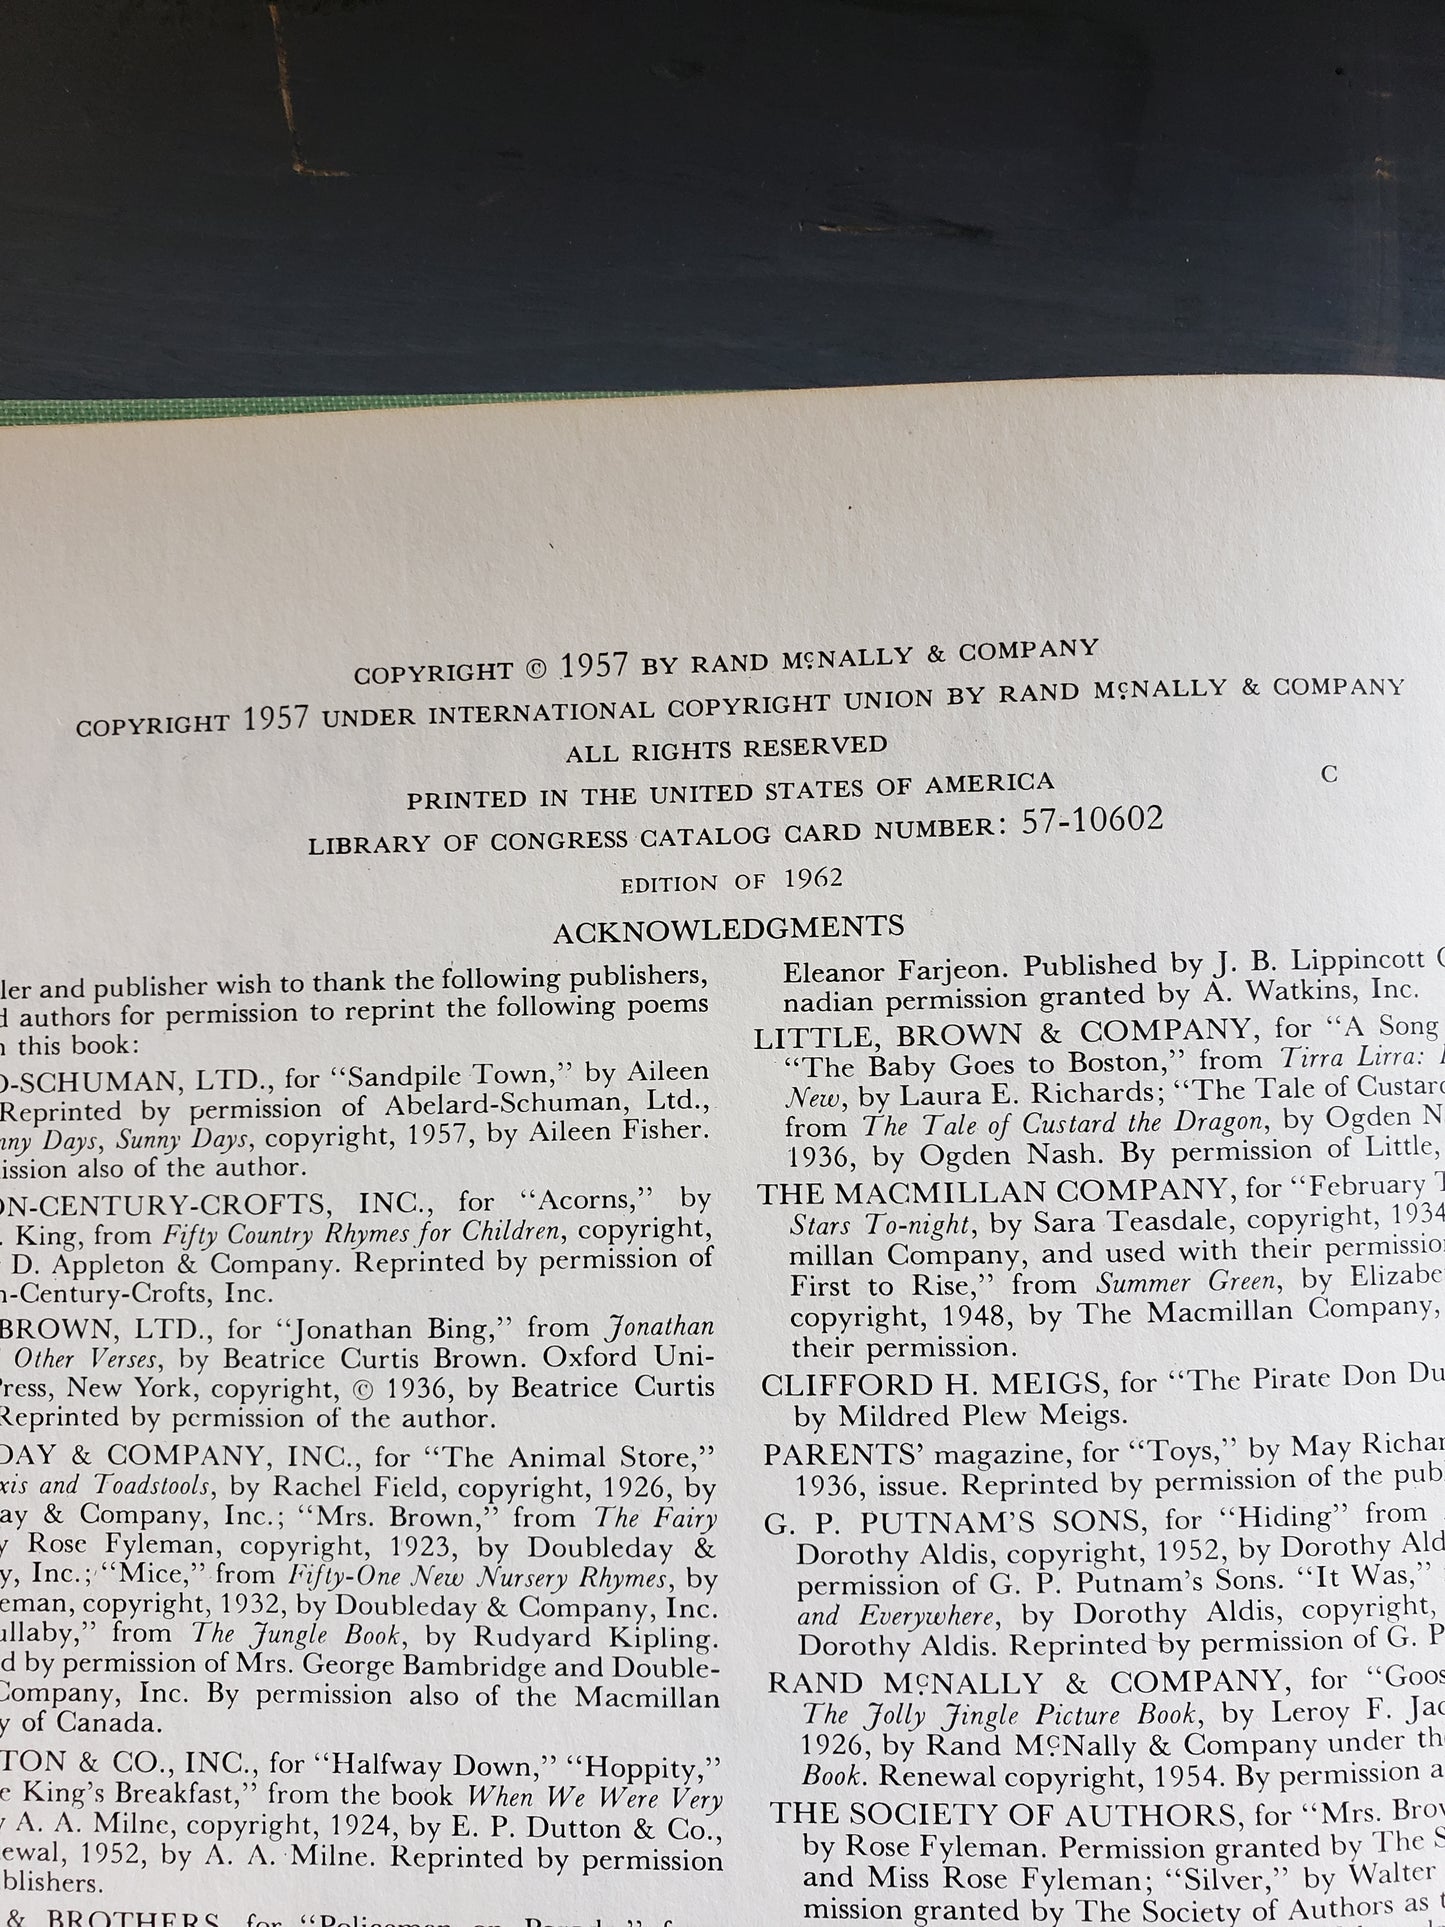 COPYRIGHT © 1957 BY RAND McNALLY & COMPANY
COPYRIGHT 1957 UNDER INTERNATIONAL COPYRIGHT UNION BY RAND McNALLY & COMPANY
ALL RIGHTS RESERVED
PRINTED IN THE UNITED STATES OF AMERICA
C
LIBRARY OF CONGRESS CATALOG CARD NUMBER: 57-10602
EDITION OF 1962
ACKNOWLEDGMENTS
ler and publisher wish to thank the following publishers,
d authors for permission to reprint the following poems
this book:
-SCHUMAN, LTD., for “Sandpile Town,” by Aileen
Reprinted by permission of Abelard-Schuman, Ltd.,
nny Days, Sunny Days, copyright, 1957, by Aileen Fisher.
ission also of the author.
ON-CENTURY-CROFTS, INC., for “Acorns,” by
. King, from Fifty Country Rhymes for Children, copyright,
D. Appleton & Company. Reprinted by permission of
n-Century-Crofts, Inc.
BROWN, LTD., for “Jonathan Bing,” from Jonathan
Other Verses, by Beatrice Curtis Brown. Oxford Uni-
Press, New York, copyright, © 1936, by Beatrice Curtis
Reprinted by permission of the author.
DAY & COMPANY, INC., for “The Animal Store,”
xis and Toadstools, by Rachel Field, copyright, 1926, by
ay & Company, Inc.; “Mrs. Brown,” from The Fairy
y Rose Fyleman, copyright, 1923, by Doubleday &
y, Inc.; “Mice,” from Fifty-One New Nursery Rhymes, by
eman, copyright, 1932, by Doubleday & Company, Inc.
ullaby,” from The Jungle Book, by Rudyard Kipling.
d by permission of Mrs. George Bambridge and Double-
Company, Inc. By permission also of the Macmillan
y of Canada.
TTON & CO., INC., for “Halfway Down,” “Hoppity,”
e King’s Breakfast,” from the book When We Were Very
y A. A. Milne, copyright, 1924, by E. P. Dutton & Co.,
ewal, 1952, by A. A. Milne. Reprinted by permission
blishers.
& BROTHERS, for “Policeman
Eleanor Farjeon. Published by J. B. Lippincott C
nadian permission granted by A. Watkins, Inc.
LITTLE, BROWN & COMPANY, for “A Song
“The Baby Goes to Boston,” from Tirra Lirra:
New, by Laura E. Richards; “The Tale of Custard
from The Tale of Custard the Dragon, by Ogden N
1936, by Ogden Nash. By permission of Little,
THE MACMILLAN COMPANY, for “February T
Stars To-night, by Sara Teasdale, copyright, 1934
millan Company, and used with their permissio
First to Rise,” from Summer Green, by Elizabe
copyright, 1948, by The Macmillan Company,
their permission.
CLIFFORD H. MEIGS, for “The Pirate Don Du
by Mildred Plew Meigs.
PARENTS’ magazine, for “Toys,” by May Richar
1936, issue. Reprinted by permission of the pub
G. P. PUTNAM’S SONS, for “Hiding” from
Dorothy Aldis, copyright, 1952, by Dorothy Ald
permission of G. P. Putnam’s Sons. “It Was,”
and Everywhere, by Dorothy Aldis, copyright,
Dorothy Aldis. Reprinted by permission of G. P
RAND McNALLY & COMPANY, for “Goos
The Jolly Jingle Picture Book, by Leroy F. Jac
1926, by Rand McNally & Company under th
Book. Renewal copyright, 1954. By permission a
THE SOCIETY OF AUTHORS, for “Mrs. Brow
by Rose Fyleman. Permission granted by The S
and Miss Rose Fyleman; “Silver,” by Walter
mission granted by The Society of Authors as t